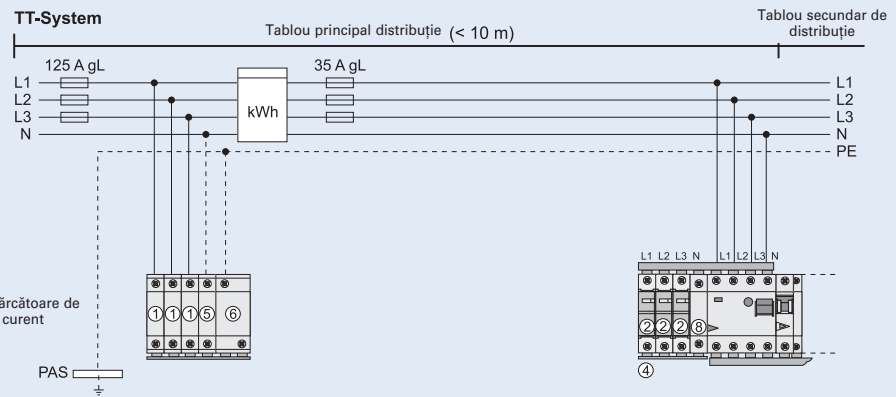 TT-System
Tablou principal distribuție (< 10 m)
Tablou secundar de
distribuție
125 A gL
35 A gL
L1
L2
L3
N
kWh
L1
L2
L3
N
PE
L1 L2 L3 N
L1 L2 L3 N
1 1 1 5 6
2 2 2 8
4
ărcătoare de
curent
PAS